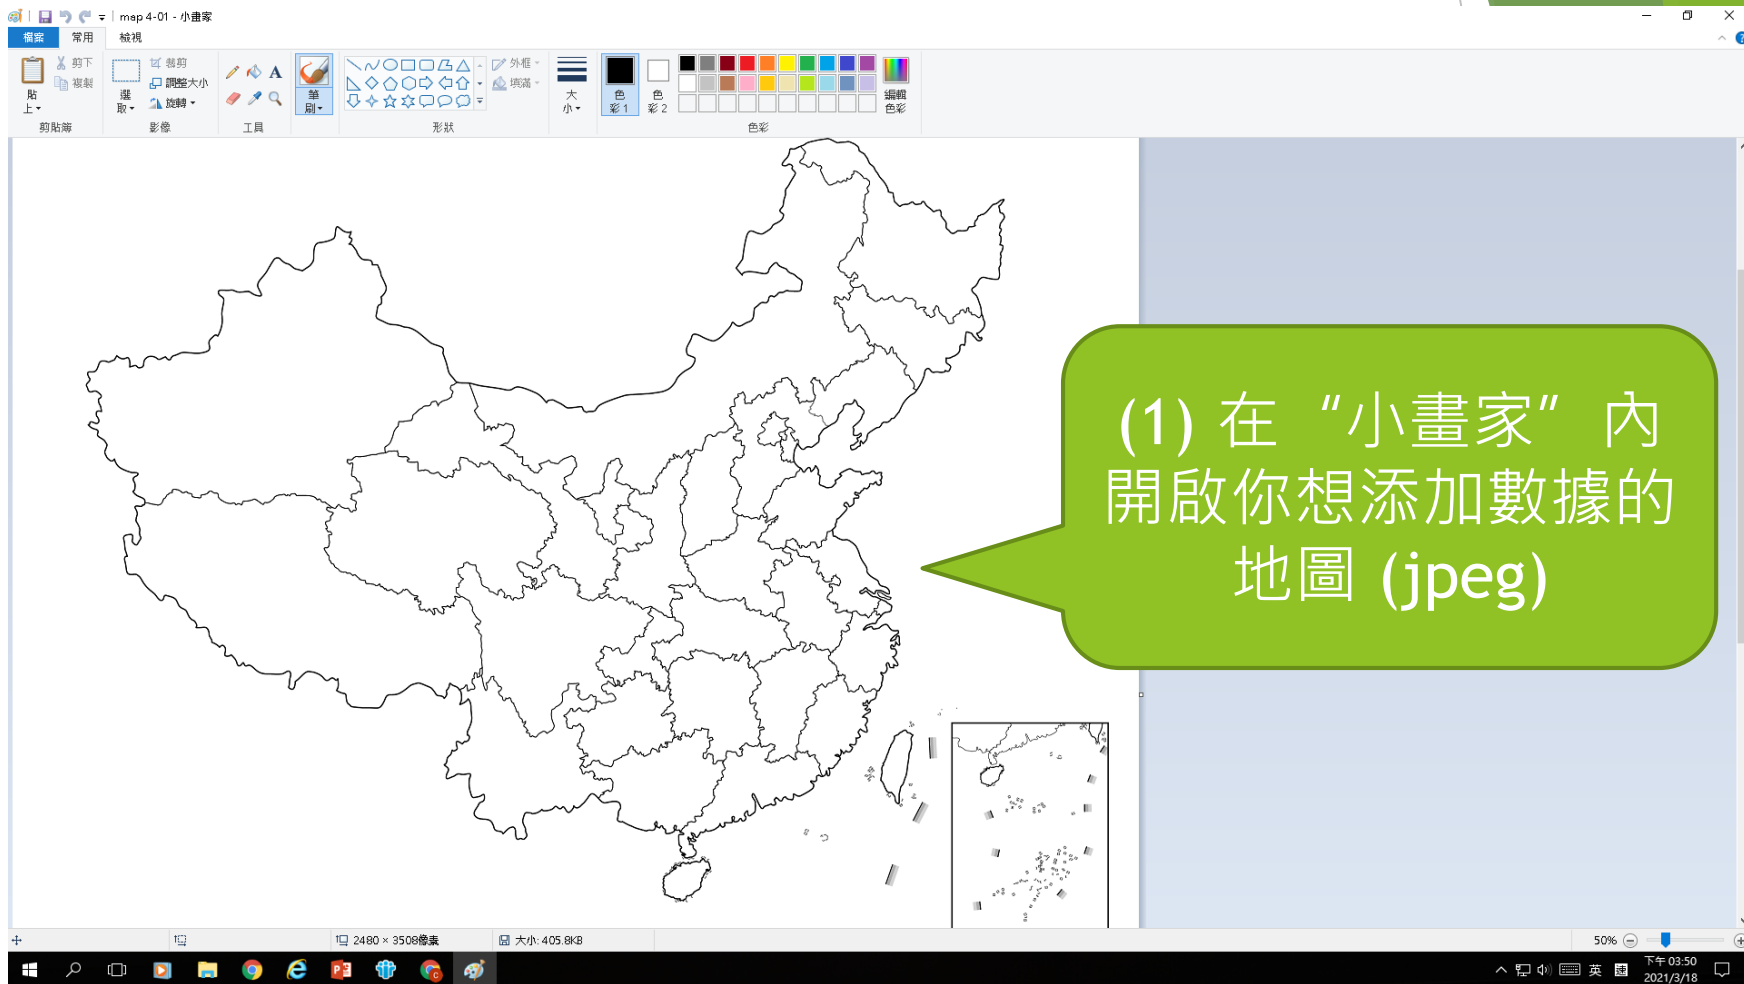 map 4-01 - 小畫家
檔案
常用
檢視
貼上
剪下
複製
剪貼簿
選取
裁剪
調整大小
旋轉
影像
A
工具
筆刷
外框
填滿
形狀
大小
色彩 1
色彩 2
編輯色彩
色彩
(1) 在“小畫家” 內
開啟你想添加數據的
地圖 (jpeg)
2480 × 3508像素
大小: 405.8KB
50%
英
下午 03:50
2021/3/18